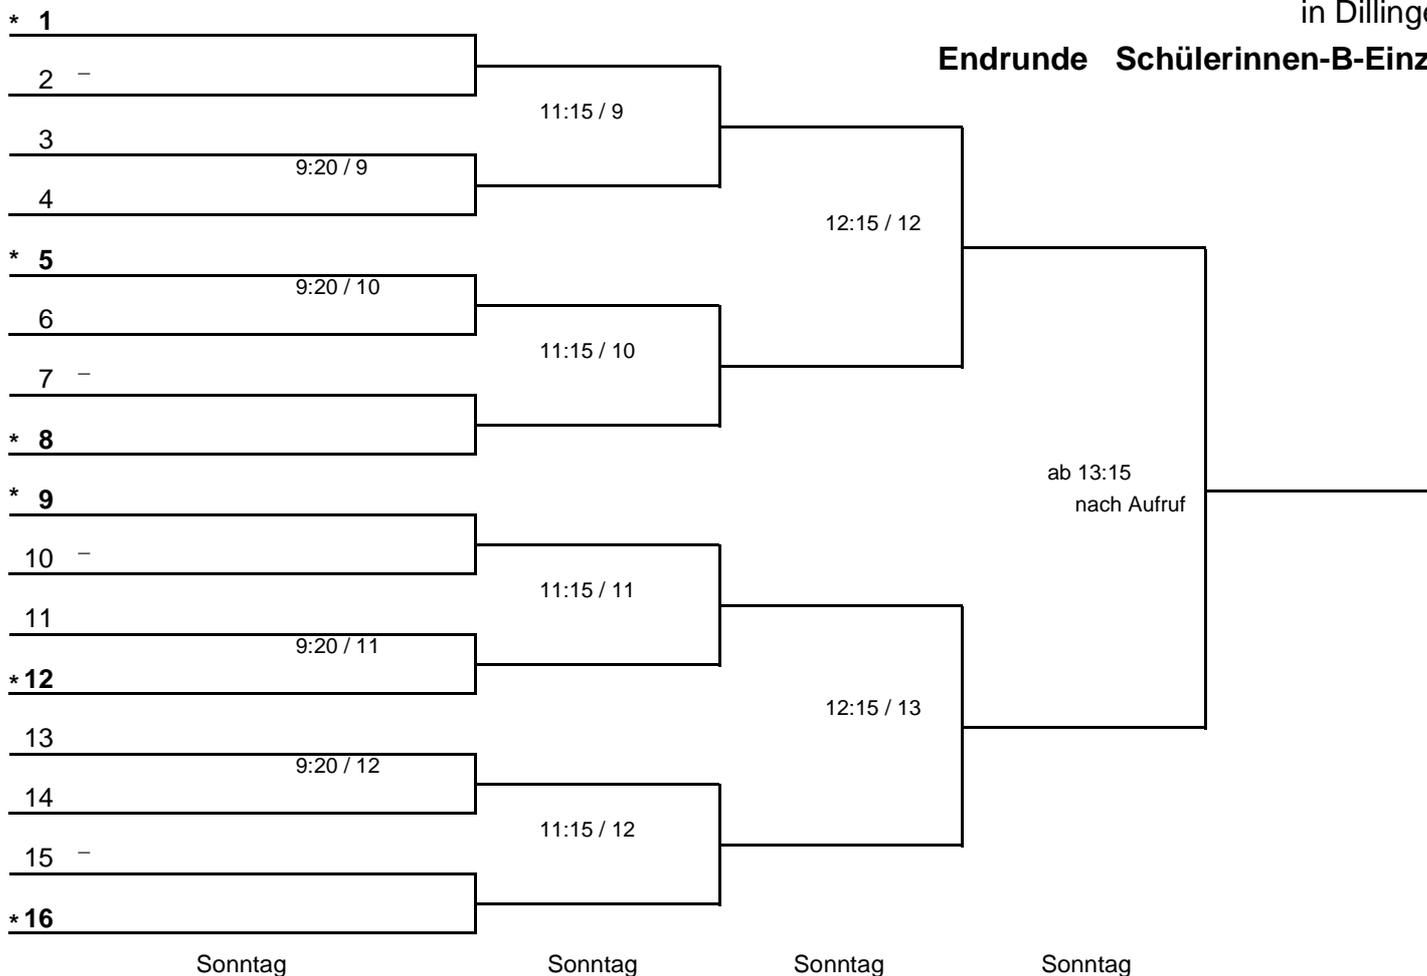 in Dillinge
Endrunde Schülerinnen-B-Einz
* 1
2 –
11:15 / 9
3
9:20 / 9
4
12:15 / 12
* 5
9:20 / 10
6
11:15 / 10
7 –
* 8
ab 13:15
nach Aufruf
* 9
10 –
11:15 / 11
11
9:20 / 11
* 12
12:15 / 13
13
9:20 / 12
14
11:15 / 12
15 –
* 16
Sonntag Sonntag Sonntag Sonntag